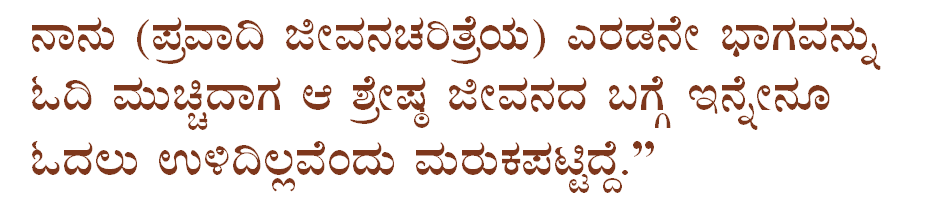 ನಾನು (ಪ್ರವಾದಿ ಜೀವನಚರಿತ್ರೆಯ) ಎರಡನೇ ಭಾಗವನ್ನು
ಓದಿ ಮುಚ್ಚಿದಾಗ ಆ ಶ್ರೇಷ್ಠ ಜೀವನದ ಬಗ್ಗೆ ಇನ್ನೇನೂ
ಓದಲು ಉಳಿದಿಲ್ಲವೆಂದು ಮರುಕಪಟ್ಟಿದ್ದೆ.”